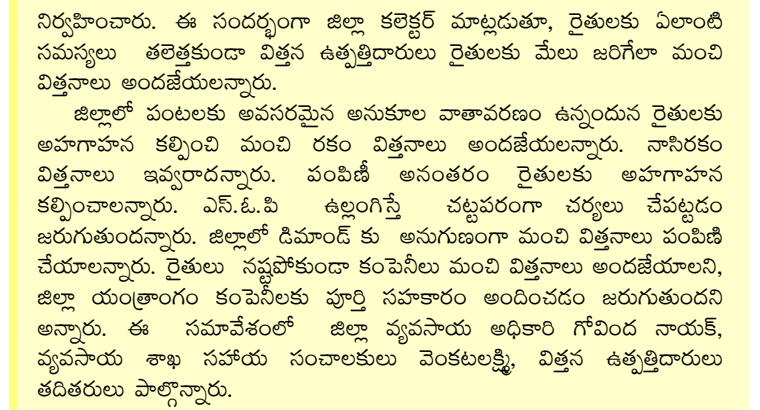 నిర్వహించారు. ఈ సందర్భంగా జిల్లా కలెక్టర్ మాట్లడుతూ, రైతులకు ఏలాంటి
సమస్యలు తలెత్తకుండా విత్తన ఉత్పత్తిదారులు రైతులకు మేలు జరిగేలా మంచి
విత్తనాలు అందజేయలన్నారు.
జిల్లాలో పంటలకు అవసరమైన అనుకూల వాతావరణం ఉన్నందున రైతులకు
అహగాహన కల్పించి మంచి రకం విత్తనాలు అందజేయలన్నారు. నాసిరకం
విత్తనాలు ఇవ్వరాదన్నారు. పంపిణీ అనంతరం రైతులకు అహగాహన
కల్పించాలన్నారు. ఎస్.ఓ.పి ఉల్లంగిస్తే చట్టపరంగా చర్యలు చేపట్టడం
జరుగుతుందన్నారు. జిల్లాలో డిమాండ్ కు అనుగుణంగా మంచి విత్తనాలు పంపిణి
చేయాలన్నారు. రైతులు నష్టపోకుండా కంపెనీలు మంచి విత్తనాలు అందజేయాలని,
జిల్లా యంత్రాంగం కంపెనీలకు పూర్తి సహకారం అందించడం జరుగుతుందని
అన్నారు. ఈ సమావేశంలో జిల్లా వ్యవసాయ అధికారి గోవింద నాయక్,
వ్యవసాయ శాఖ సహాయ సంచాలకులు వెంకటలక్ష్మి, విత్తన ఉత్పత్తిదారులు
తదితరులు పాల్గొన్నారు.